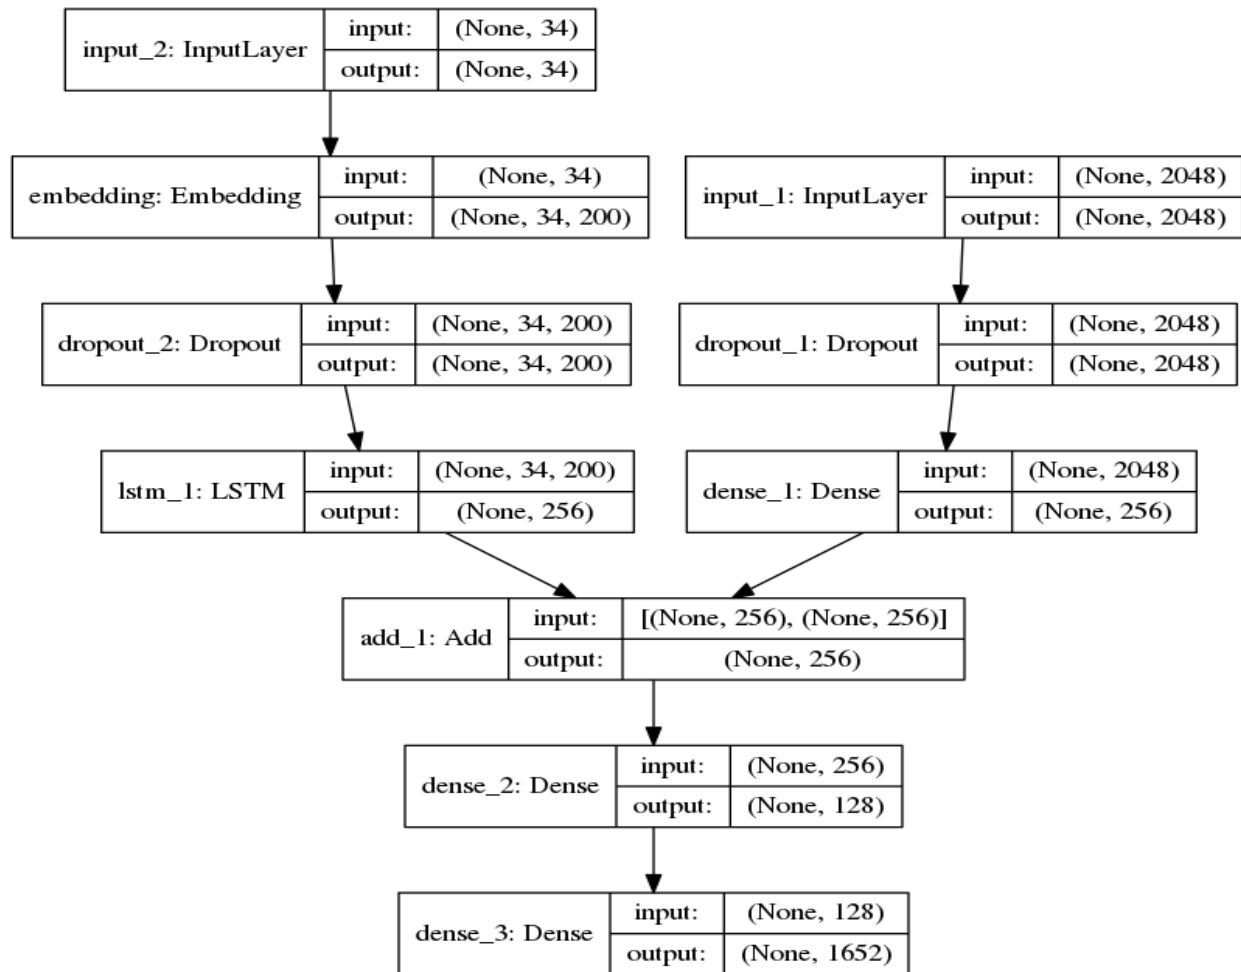 input_2: InputLayer
input: (None, 34)
output: (None, 34)
embedding: Embedding
input: (None, 34)
output: (None, 34, 200)
input_1: InputLayer
input: (None, 2048)
output: (None, 2048)
dropout_2: Dropout
input: (None, 34, 200)
output: (None, 34, 200)
dropout_1: Dropout
input: (None, 2048)
output: (None, 2048)
lstm_1: LSTM
input: (None, 34, 200)
output: (None, 256)
dense_1: Dense
input: (None, 2048)
output: (None, 256)
add_1: Add
input: [(None, 256), (None, 256)]
output: (None, 256)
dense_2: Dense
input: (None, 256)
output: (None, 128)
dense_3: Dense
input: (None, 128)
output: (None, 1652)